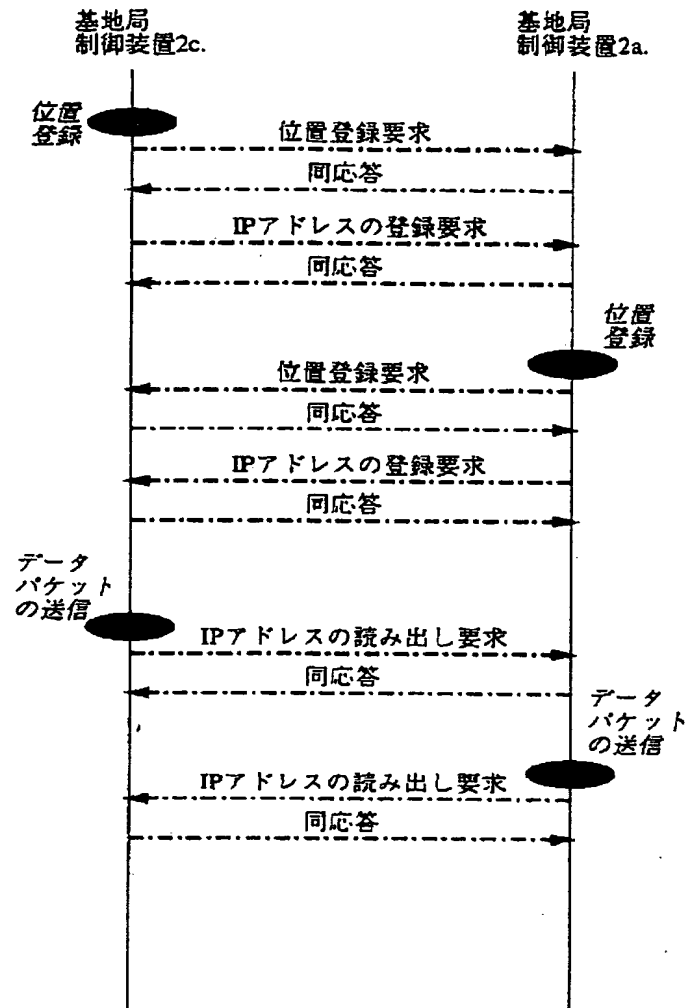 基地局
制御装置2c.
基地局
制御装置2a.
位置
登録
位置登録要求
同応答
IPアドレスの登録要求
同応答
位置
登録
位置登録要求
同応答
IPアドレスの登録要求
同応答
データ
パケット
の送信
IPアドレスの読み出し要求
同応答
データ
パケット
の送信
IPアドレスの読み出し要求
同応答